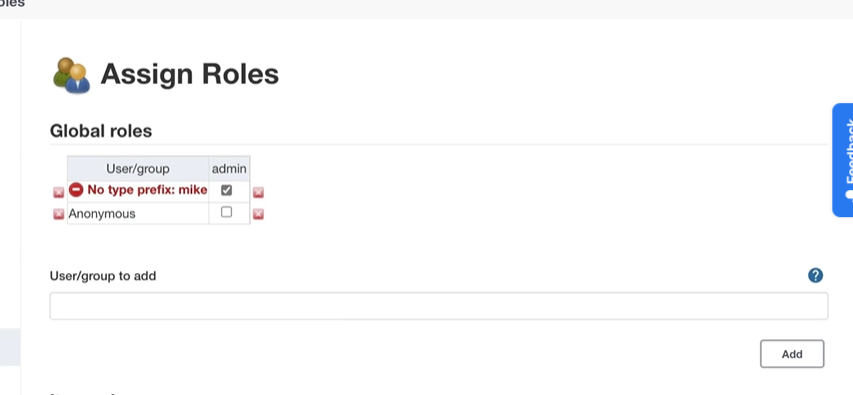 Assign Roles
Global roles
User/group admin
No type prefix: mike
Anonymous
User/group to add
?
Add
Feedback